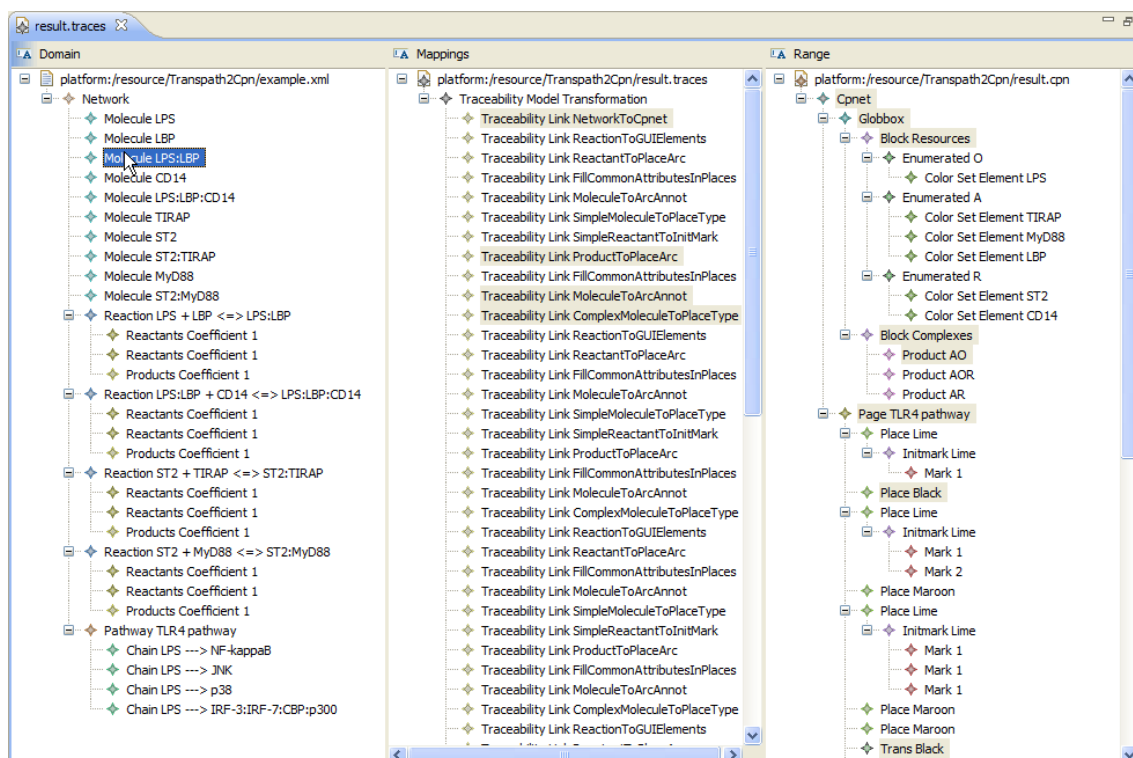 result.traces
Domain
platform:/resource/Transpath2Cpn/example.xml
Network
Molecule LPS
Molecule LBP
Molecule LPS:LBP
Molecule CD14
Molecule LPS:LBP:CD14
Molecule TIRAP
Molecule ST2
Molecule ST2:TIRAP
Molecule MyD88
Molecule ST2:MyD88
Reaction LPS + LBP <=> LPS:LBP
Reactants Coefficient 1
Reactants Coefficient 1
Products Coefficient 1
Reaction LPS:LBP + CD14 <=> LPS:LBP:CD14
Reactants Coefficient 1
Reactants Coefficient 1
Products Coefficient 1
Reaction ST2 + TIRAP <=> ST2:TIRAP
Reactants Coefficient 1
Reactants Coefficient 1
Products Coefficient 1
Reaction ST2 + MyD88 <=> ST2:MyD88
Reactants Coefficient 1
Reactants Coefficient 1
Products Coefficient 1
Pathway TLR4 pathway
Chain LPS ---> NF-kappaB
Chain LPS ---> JNK
Chain LPS ---> p38
Chain LPS ---> IRF-3:IRF-7:CBP:p300
Mappings
platform:/resource/Transpath2Cpn/result.traces
Traceability Model Transformation
Traceability Link NetworkToCpnet
Traceability Link ReactionToGUIElements
Traceability Link ReactantToPlaceArc
Traceability Link FillCommonAttributesInPlaces
Traceability Link MoleculeToArcAnnot
Traceability Link SimpleMoleculeToPlaceType
Traceability Link SimpleReactantToInitMark
Traceability Link ProductToPlaceArc
Traceability Link FillCommonAttributesInPlaces
Traceability Link MoleculeToArcAnnot
Traceability Link ComplexMoleculeToPlaceType
Traceability Link ReactionToGUIElements
Traceability Link ReactantToPlaceArc
Traceability Link FillCommonAttributesInPlaces
Traceability Link MoleculeToArcAnnot
Traceability Link SimpleMoleculeToPlaceType
Traceability Link SimpleReactantToInitMark
Traceability Link ProductToPlaceArc
Traceability Link FillCommonAttributesInPlaces
Traceability Link MoleculeToArcAnnot
Traceability Link ComplexMoleculeToPlaceType
Traceability Link ReactionToGUIElements
Traceability Link ReactantToPlaceArc
Traceability Link FillCommonAttributesInPlaces
Traceability Link MoleculeToArcAnnot
Traceability Link SimpleMoleculeToPlaceType
Traceability Link SimpleReactantToInitMark
Traceability Link ProductToPlaceArc
Traceability Link FillCommonAttributesInPlaces
Traceability Link MoleculeToArcAnnot
Traceability Link ComplexMoleculeToPlaceType
Traceability Link ReactionToGUIElements
Range
platform:/resource/Transpath2Cpn/result.cpn
Cpnet
Globbox
Block Resources
Enumerated O
Color Set Element LPS
Enumerated A
Color Set Element TIRAP
Color Set Element MyD88
Color Set Element LBP
Enumerated R
Color Set Element ST2
Color Set Element CD14
Block Complexes
Product AO
Product AOR
Product AR
Page TLR4 pathway
Place Lime
Initmark Lime
Mark 1
Place Black
Place Lime
Initmark Lime
Mark 1
Mark 2
Place Maroon
Place Lime
Initmark Lime
Mark 1
Mark 1
Mark 1
Place Maroon
Place Maroon
Trans Black